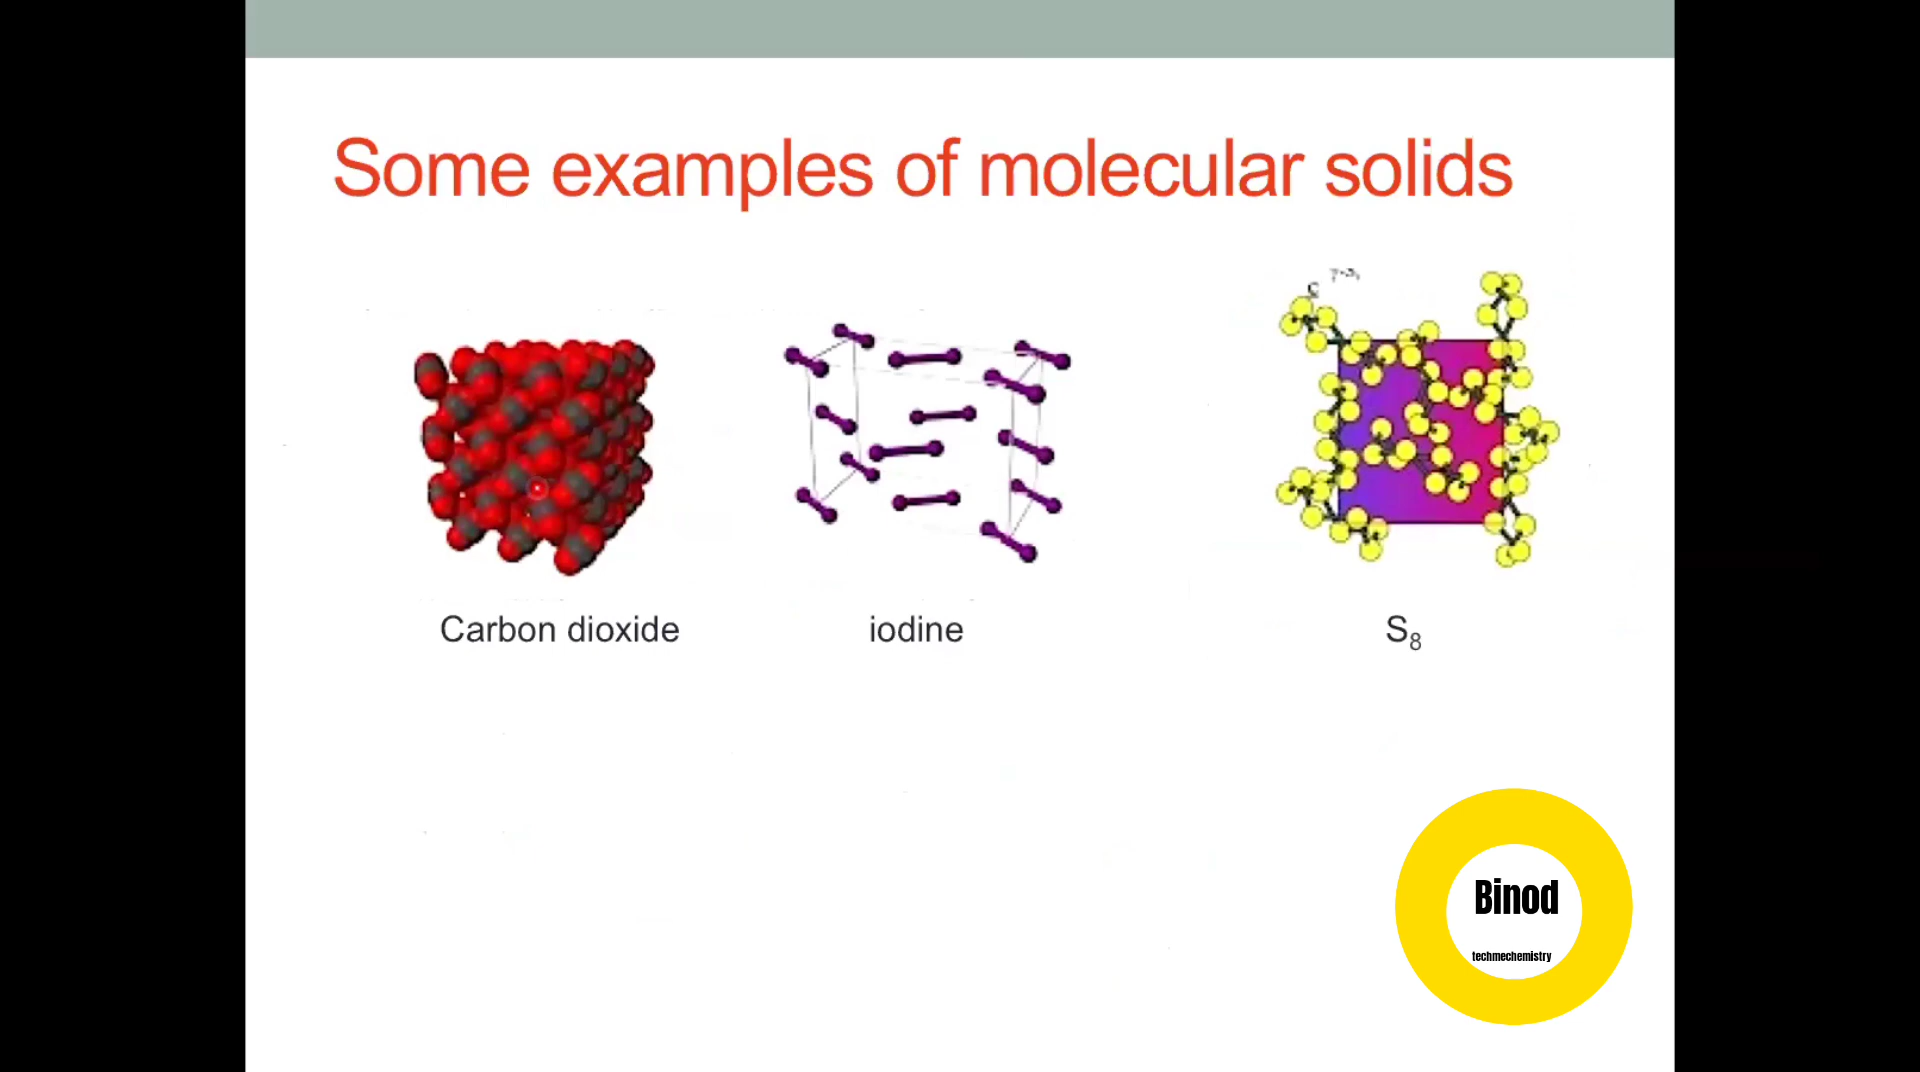 Some examples of molecular solids
Carbon dioxide
iodine
S₈
Binod
techmechemistry